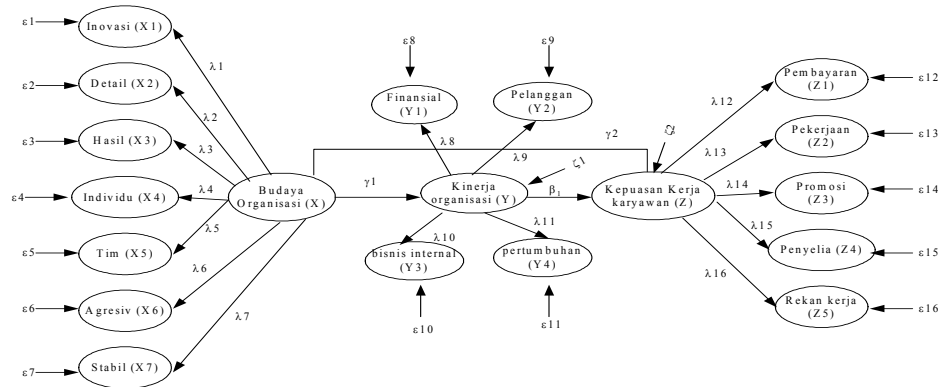 ε1
Inovasi (X1)
λ1
ε2
Detail (X2)
λ2
ε3
Hasil (X3)
λ3
ε4
Individu (X4)
λ4
ε5
Tim (X5)
λ5
ε6
Agresiv (X6)
λ6
ε7
Stabil (X7)
λ7
Budaya
Organisasi (X)
γ1
γ2
ε8
Finansial
(Y1)
λ8
ε9
Pelanggan
(Y2)
λ9
ζ1
Kinerja
organisasi (Y)
β1
λ10
bisnis internal
(Y3)
ε10
λ11
pertumbuhan
(Y4)
ε11
ζ2
Kepuasan Kerja
karyawan (Z)
λ12
Pembayaran
(Z1)
ε12
λ13
Pekerjaan
(Z2)
ε13
λ14
Promosi
(Z3)
ε14
λ15
Penyelia (Z4)
ε15
λ16
Rekan kerja
(Z5)
ε16